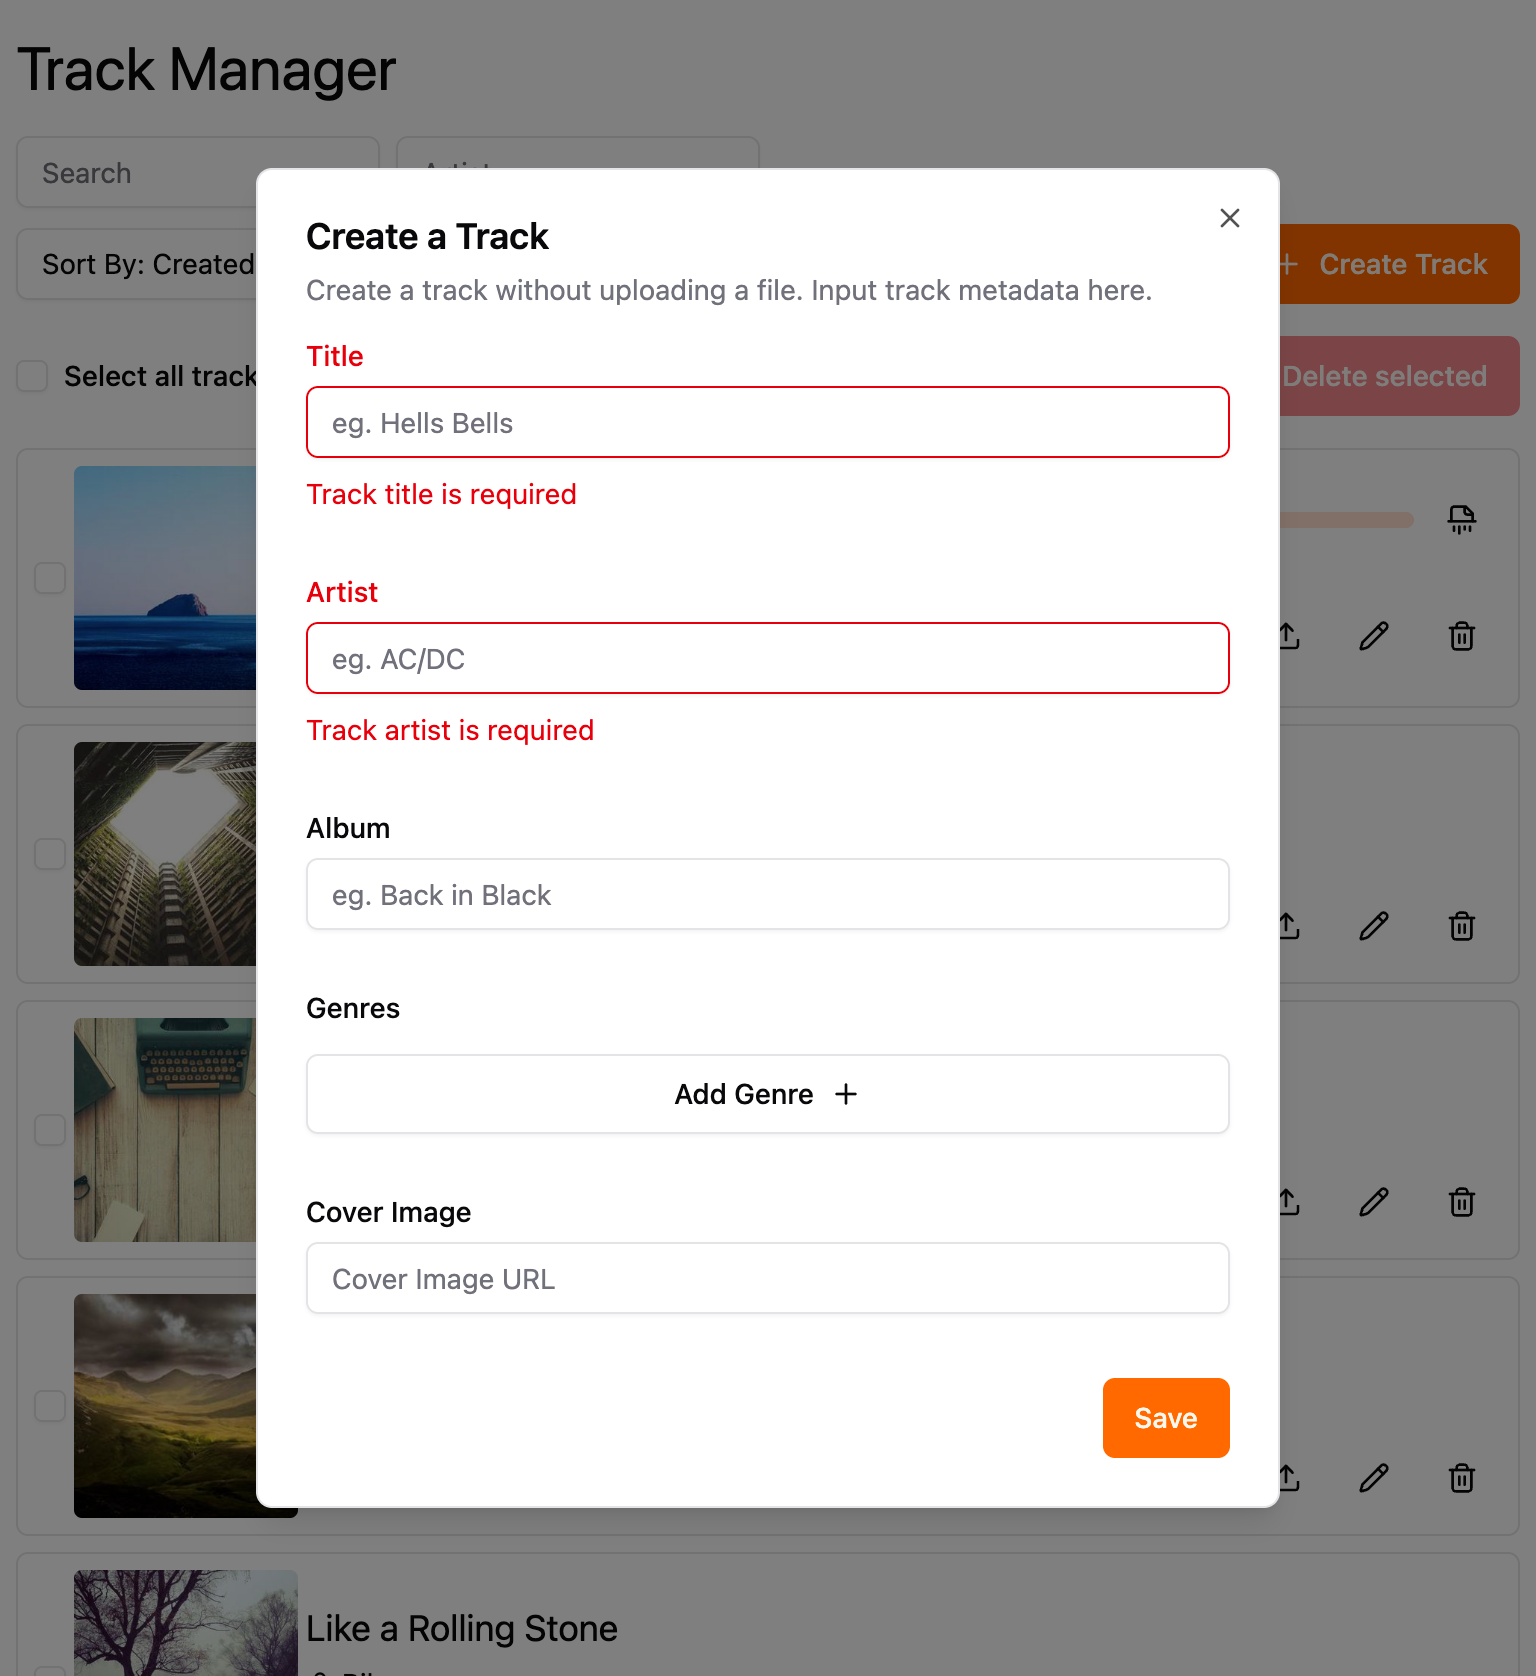 Track Manager
Search
Sort By: Created
Create Track
Select all track
Delete selected
Create a Track
Create a track without uploading a file. Input track metadata here.
Title
eg. Hells Bells
Track title is required
Artist
eg. AC/DC
Track artist is required
Album
eg. Back in Black
Genres
Add Genre
Cover Image
Cover Image URL
Save
Like a Rolling Stone